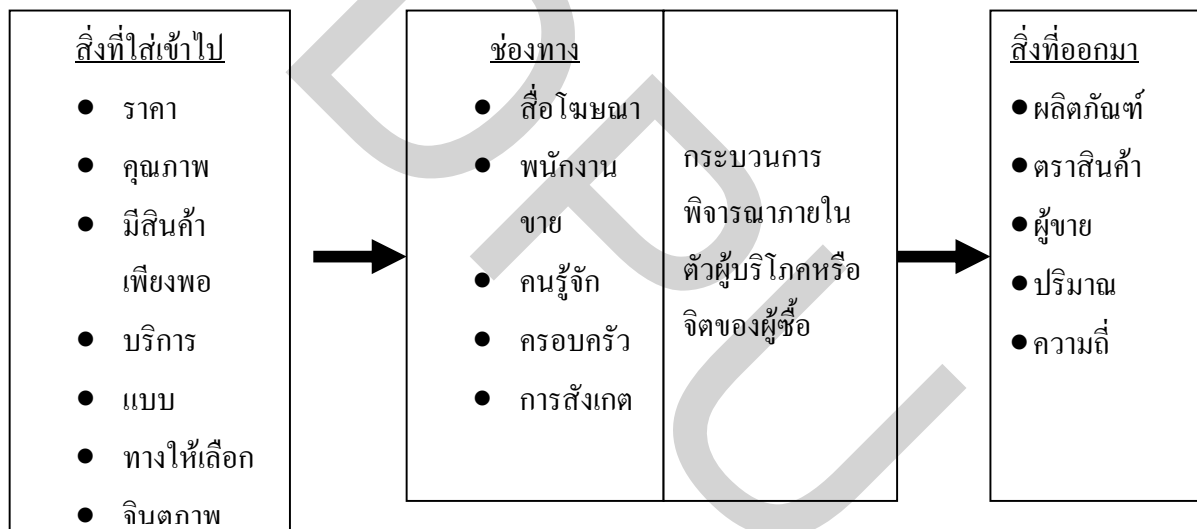 สิ่งที่ใส่เข้าไป
● ราคา
● คุณภาพ
● มีสินค้า
เพียงพอ
● บริการ
● แบบ
● ทางให้เลือก
● จินตภาพ
ช่องทาง
● สื่อโฆษณา
● พนักงาน
ขาย
● คนรู้จัก
● ครอบครัว
● การสังเกต
กระบวนการ
พิจารณาภายใน
ตัวผู้บริโภคหรือ
จิตของผู้ซื้อ
สิ่งที่ออกมา
● ผลิตภัณฑ์
● ตราสินค้า
● ผู้ขาย
● ปริมาณ
● ความถี่
DPU